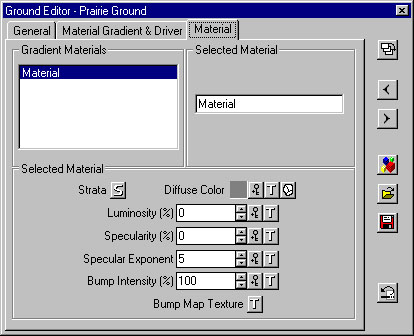 Ground Editor - Prairie Ground
General
Material Gradient & Driver
Material
Gradient Materials
Material
Selected Material
Material
Selected Material
Strata S
Diffuse Color T
Luminosity (%) 0 T
Specularity (%) 0 T
Specular Exponent 5 T
Bump Intensity (%) 100 T
Bump Map Texture T